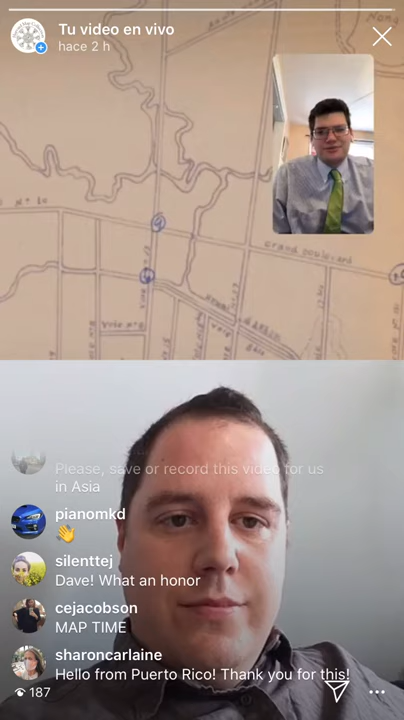 Tu video en vivo
hace 2 h
Grand boulevard
Please, save or record this video for us
in Asia
pianomkd
👋
silenttej
Dave! What an honor
cejacobson
MAP TIME
sharoncarlaine
Hello from Puerto Rico! Thank you for this!
187